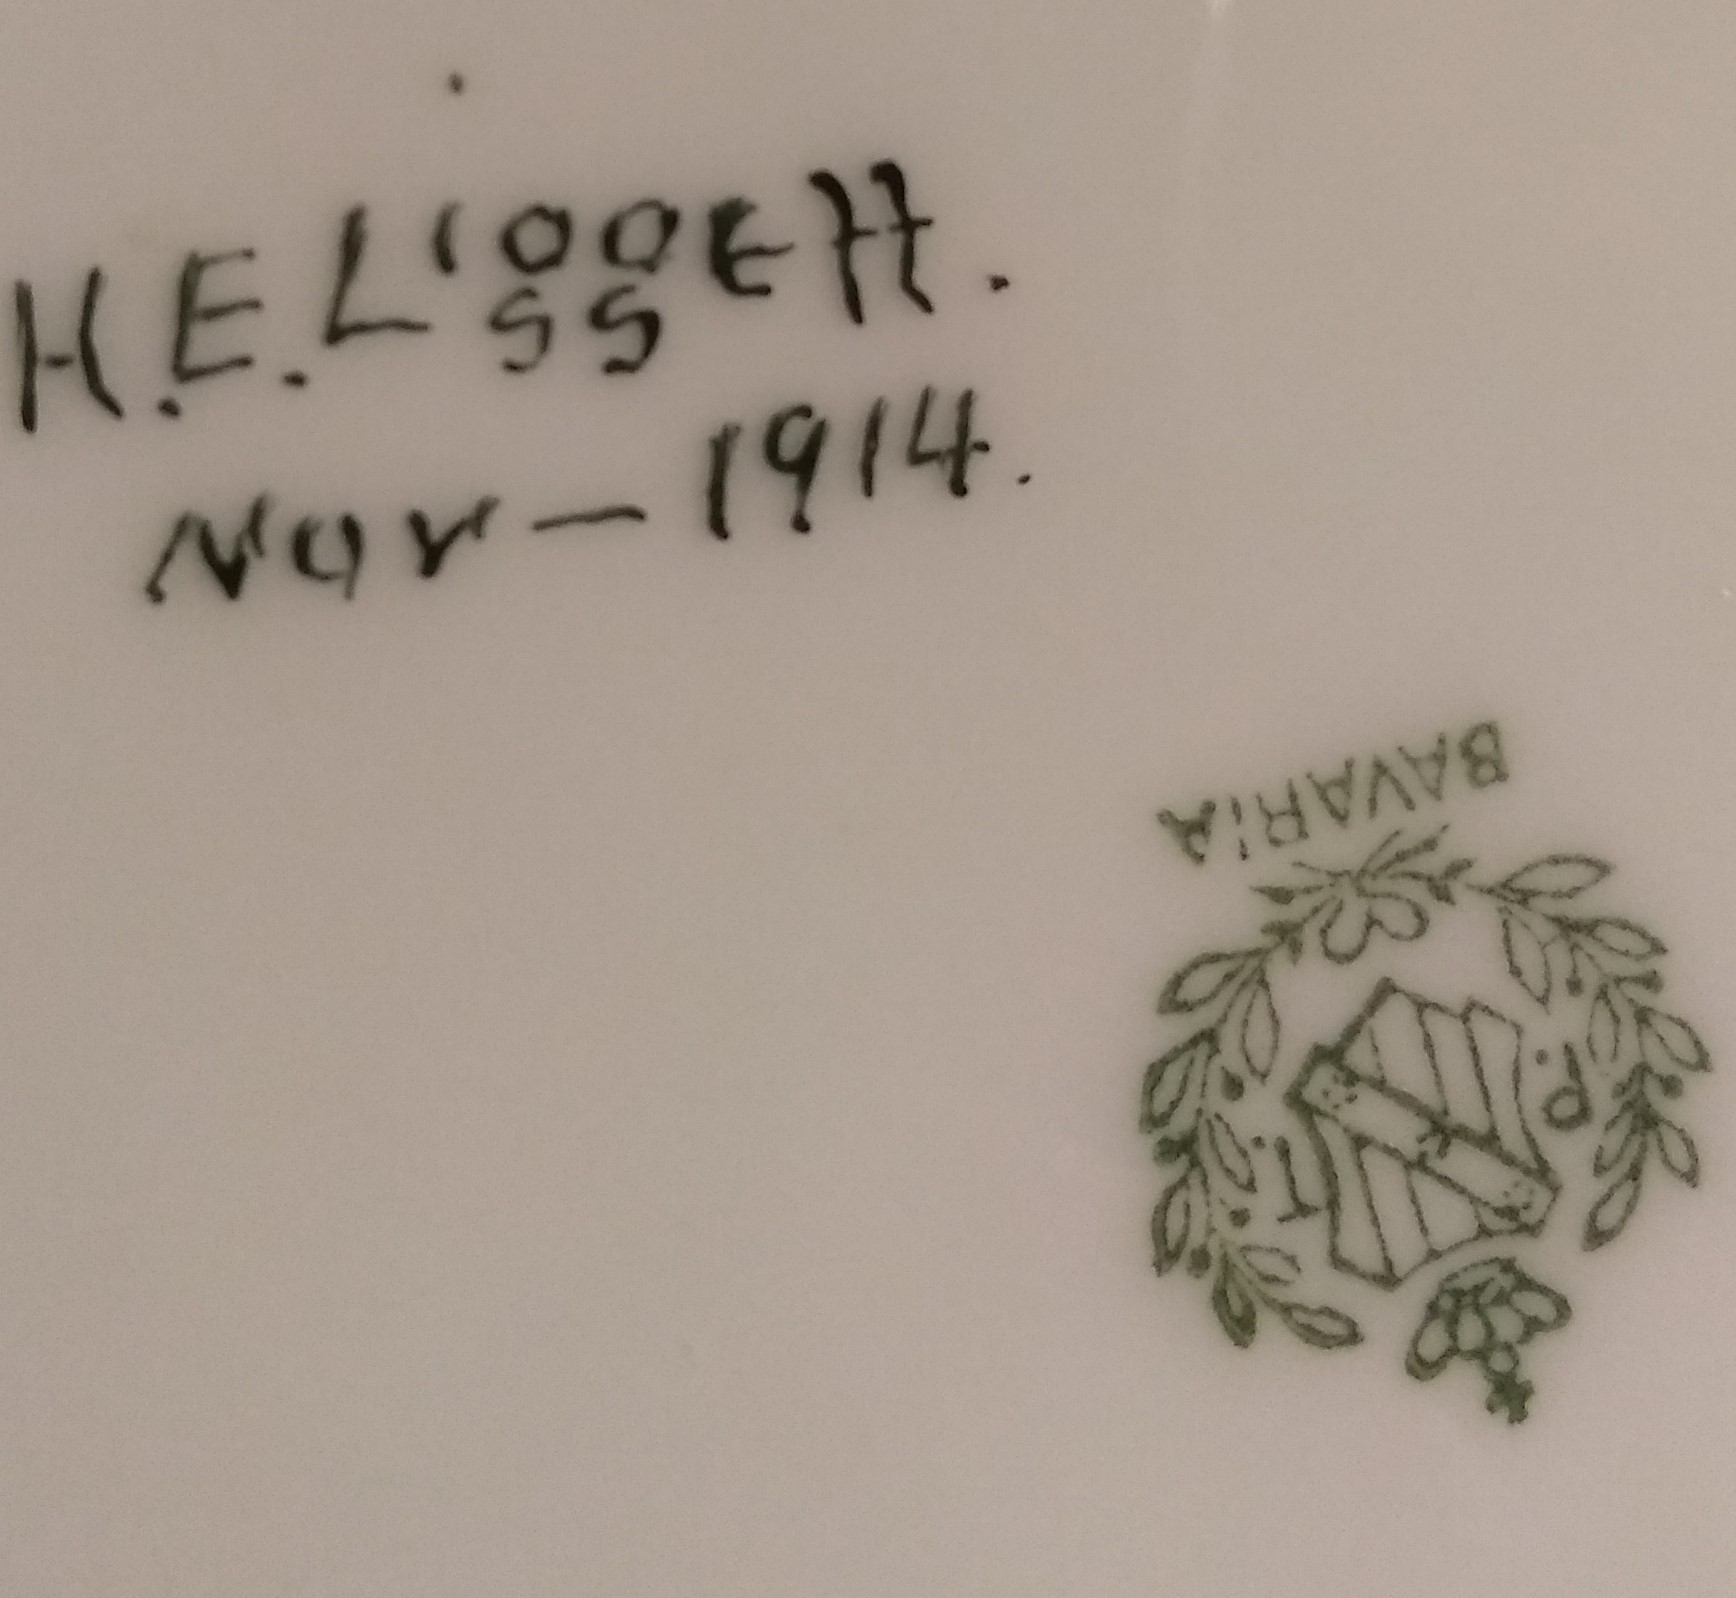 H.E. Liggett.
Nov - 1914.
BAVARIA
P. T.